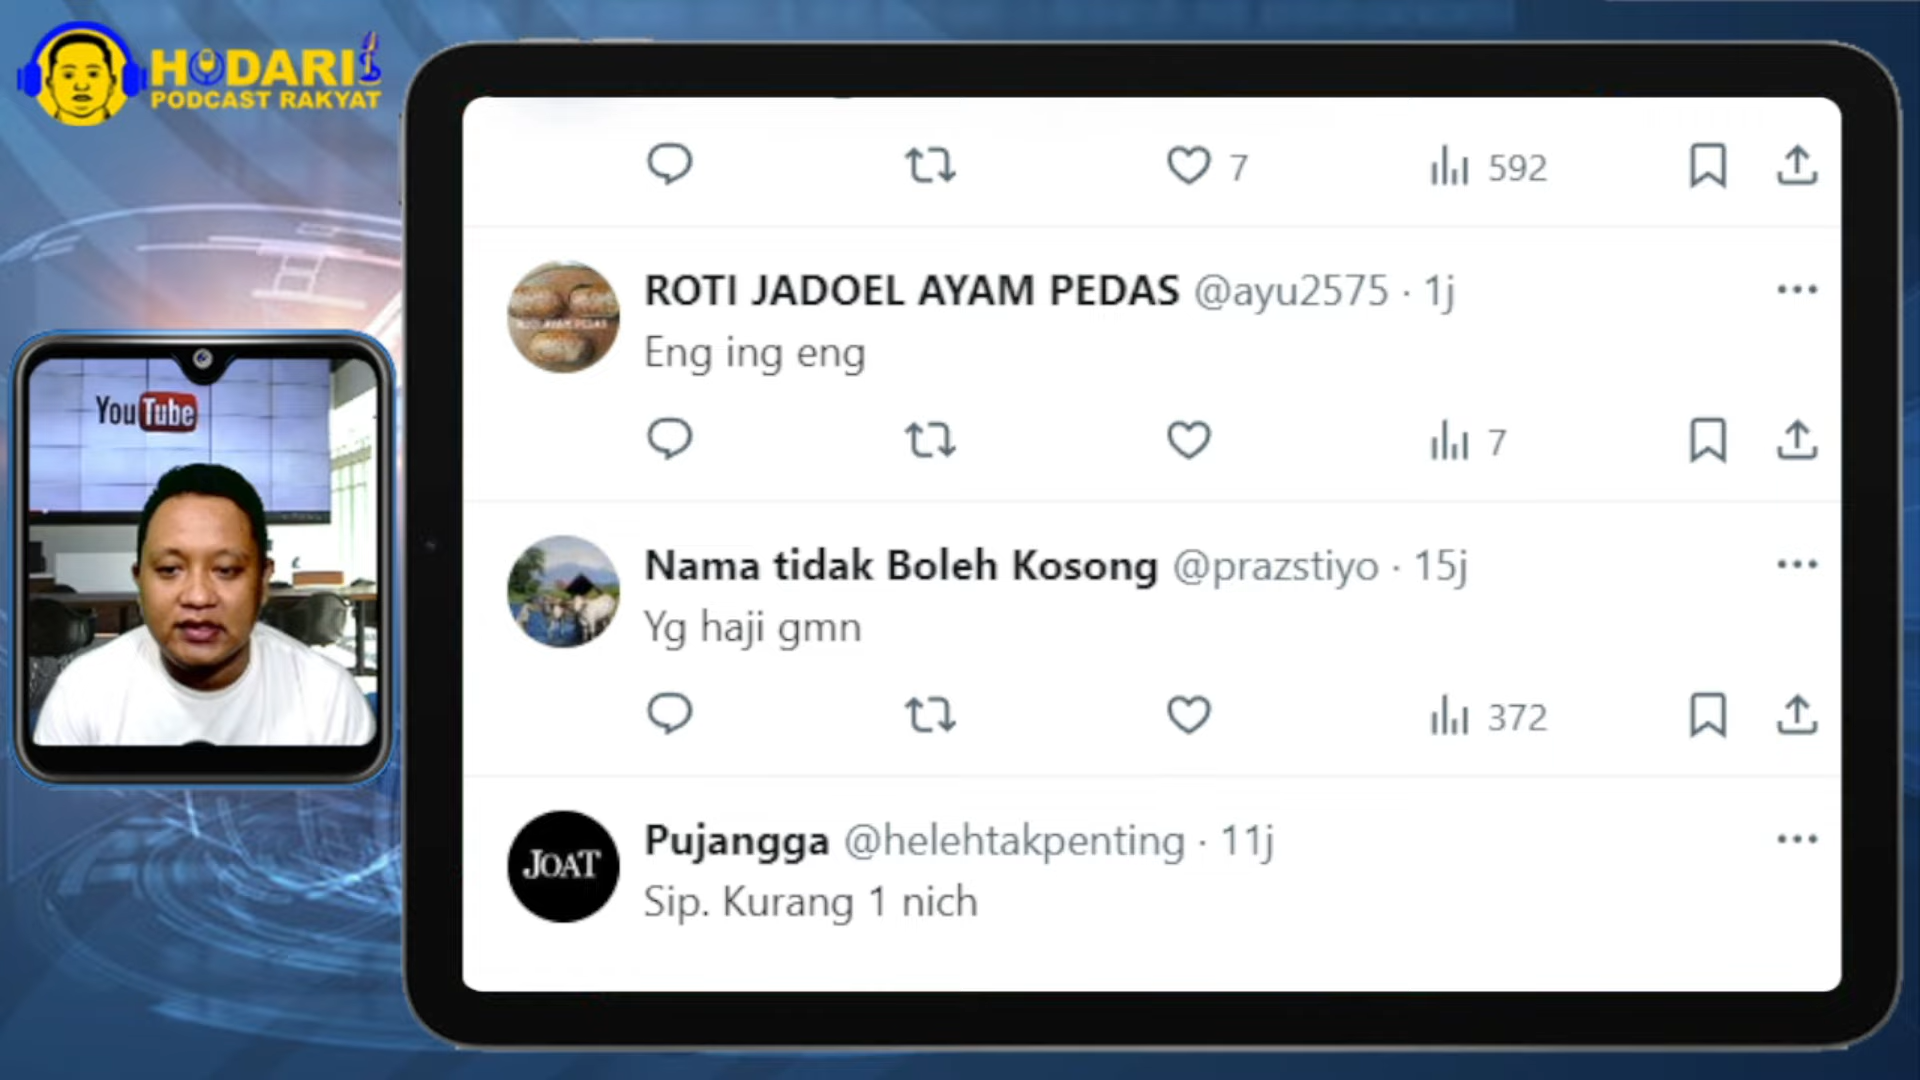 HODARI
PODCAST RAKYAT
7
592
ROTI JADOEL AYAM PEDAS @ayu2575 · 1j
Eng ing eng
7
YouTube
Nama tidak Boleh Kosong @prazstiyo · 15j
Yg haji gmn
372
Pujangga @helehtakpenting · 11j
JOAT
Sip. Kurang 1 nich